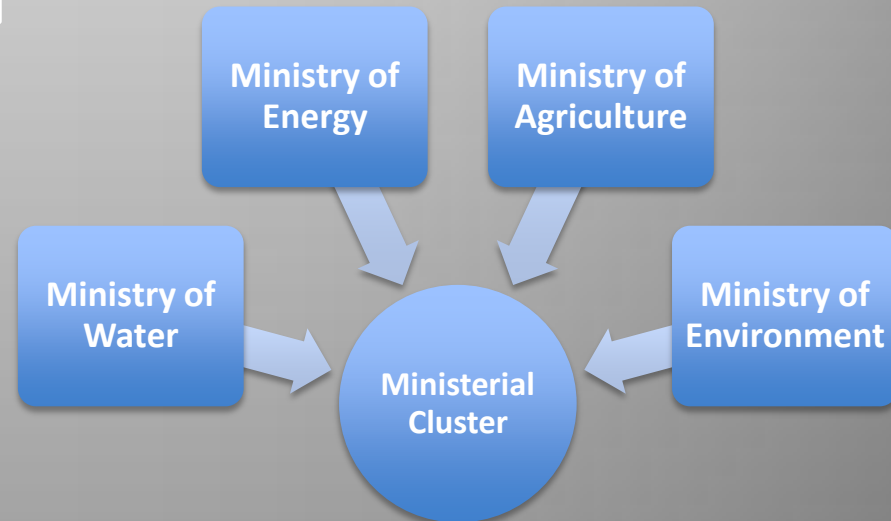 Ministry of
Energy
Ministry of
Agriculture
Ministry of
Water
Ministry of
Environment
Ministerial
Cluster